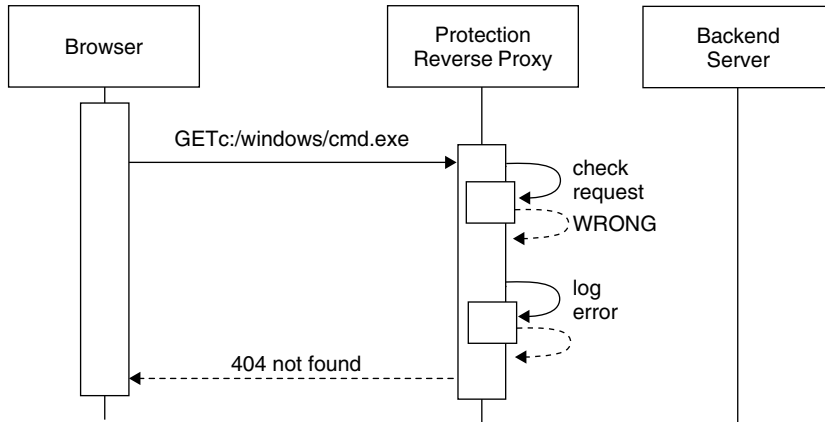 Browser
Protection
Reverse Proxy
Backend
Server
GETc:/windows/cmd.exe
check
request
WRONG
log
error
404 not found